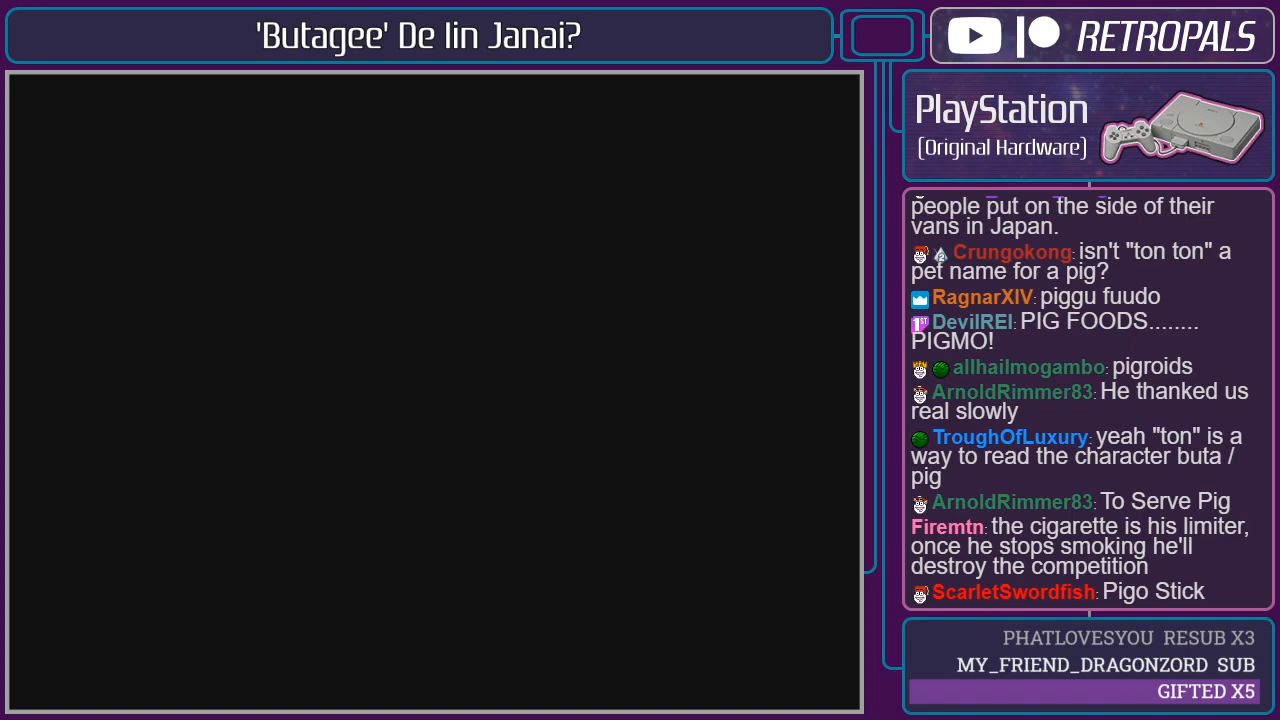 'Butagee' De Iin Janai?
RETROPALS
PlayStation
(Original Hardware)
people put on the side of their
vans in Japan.
Crungokong: isn't "ton ton" a
pet name for a pig?
RagnarXIV: piggu fuudo
DevilREI: PIG FOODS........
PIGMO!
allhailmogambo: pigroids
ArnoldRimmer83: He thanked us
real slowly
TroughOfLuxury: yeah "ton" is a
way to read the character buta /
pig
ArnoldRimmer83: To Serve Pig
Firemtn: the cigarette is his limiter,
once he stops smoking he'll
destroy the competition
ScarletSwordfish: Pigo Stick
PHATLOVESYOU RESUB X3
MY_FRIEND_DRAGONZORD SUB
GIFTED X5